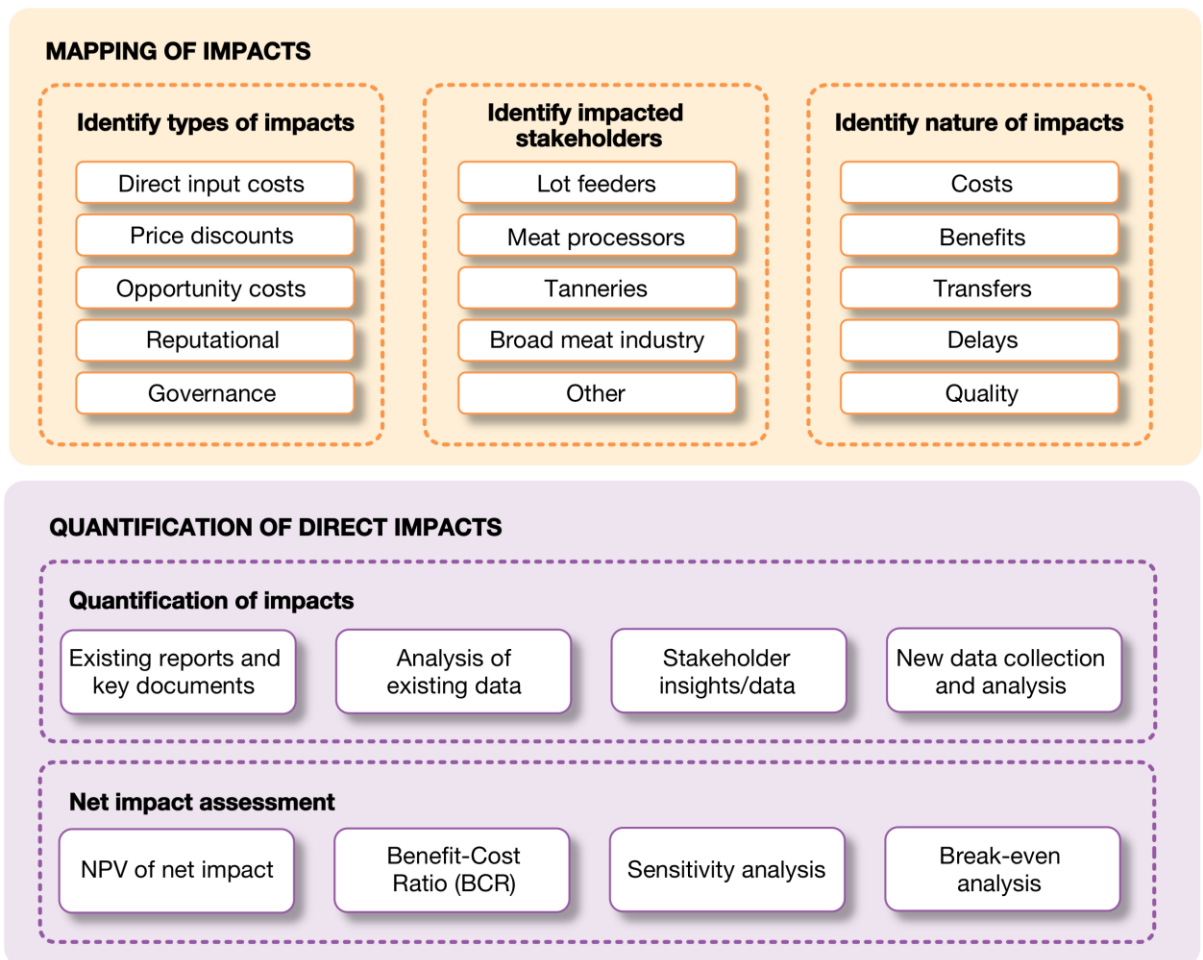 MAPPING OF IMPACTS
Identify types of impacts
Direct input costs
Price discounts
Opportunity costs
Reputational
Governance
Identify impacted
stakeholders
Lot feeders
Meat processors
Tanneries
Broad meat industry
Other
Identify nature of impacts
Costs
Benefits
Transfers
Delays
Quality
QUANTIFICATION OF DIRECT IMPACTS
Quantification of impacts
Existing reports and
key documents
Analysis of
existing data
Stakeholder
insights/data
New data collection
and analysis
Net impact assessment
NPV of net impact
Benefit-Cost
Ratio (BCR)
Sensitivity analysis
Break-even
analysis